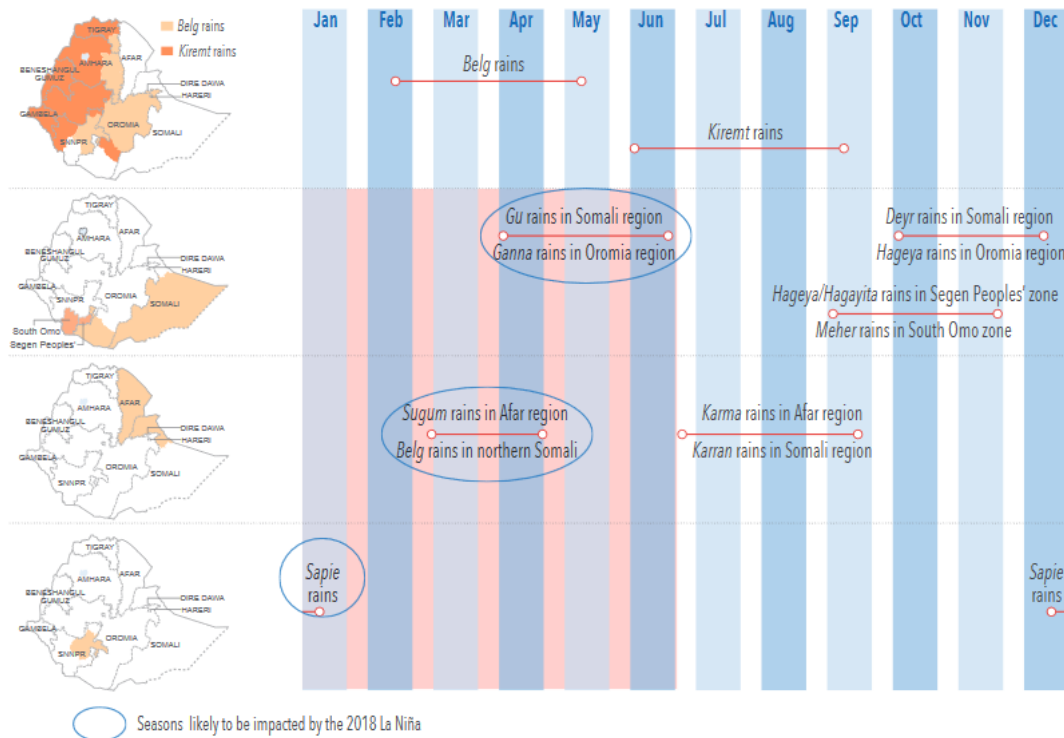 Jan Feb Mar Apr May Jun Jul Aug Sep Oct Nov Dec
Belg rains
Kiremt rains
TIGRAY
AFAR
AMHARA
BENESHANGUL
GUMUZ
DIRE DAWA
HARERI
GAMBELA
OROMIA
SOMALI
SNNPR
Belg rains
Kiremt rains
TIGRAY
AMHARA
AFAR
BENESHANGUL
GUMUZ
DIRE DAWA
HARERI
GAMBELA
OROMIA
SOMALI
SNNPR
South Omo
Segen Peoples'
Gu rains in Somali region
Ganna rains in Oromia region
Deyr rains in Somali region
Hageya rains in Oromia region
Hageya/Hagayita rains in Segen Peoples' zone
Meher rains in South Omo zone
TIGRAY
AMHARA
AFAR
BENESHANGUL
GUMUZ
DIRE DAWA
HARERI
GAMBELA
OROMIA
SOMALI
SNNPR
Sugum rains in Afar region
Belg rains in northern Somali
Karma rains in Afar region
Karran rains in Somali region
TIGRAY
AMHARA
AFAR
BENESHANGUL
GUMUZ
DIRE DAWA
HARERI
GAMBELA
OROMIA
SOMALI
SNNPR
Sapie
rains
Sapie
rains
Seasons likely to be impacted by the 2018 La Niña